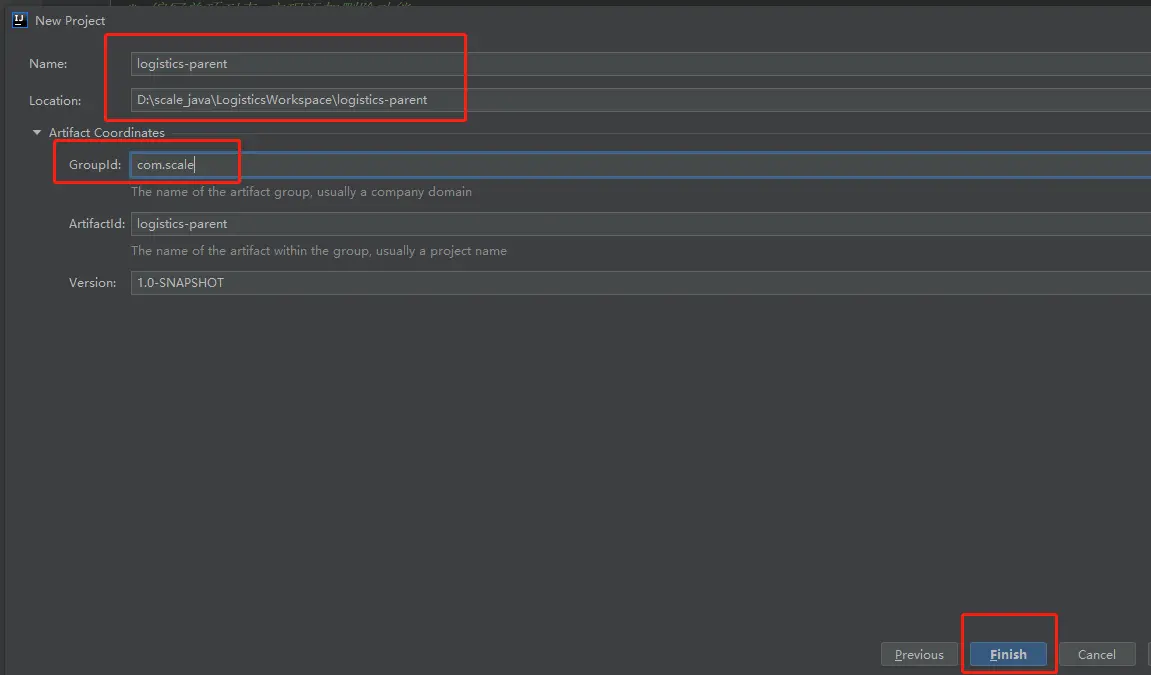 New Project
Name: logistics-parent
Location: D:\scale_java\LogisticsWorkspace\logistics-parent
Artifact Coordinates
GroupId: com.scale
The name of the artifact group, usually a company domain
ArtifactId: logistics-parent
The name of the artifact within the group, usually a project name
Version: 1.0-SNAPSHOT
Previous Finish Cancel